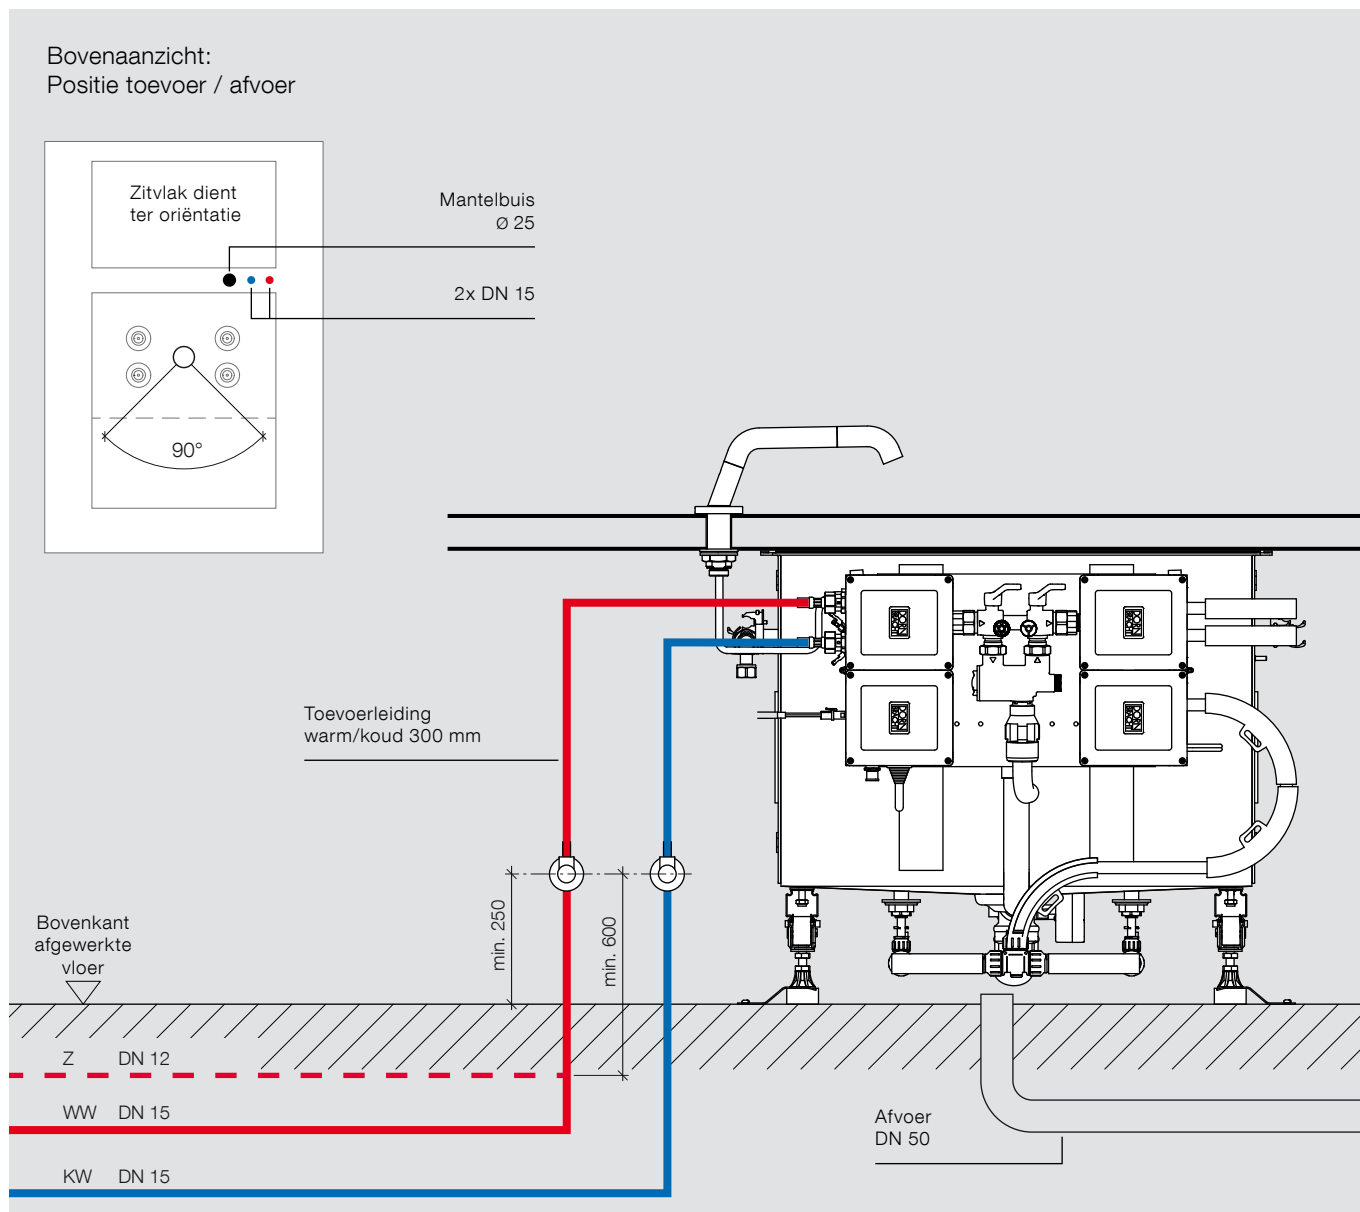 Bovenaanzicht:
Positie toevoer / afvoer
Zitvlak dient
ter oriëntatie
Mantelbuis
Ø 25
2x DN 15
90°
Toevoerleiding
warm/koud 300 mm
min. 250
min. 600
Bovenkant
afgewerkte
vloer
Z DN 12
WW DN 15
KW DN 15
Afvoer
DN 50